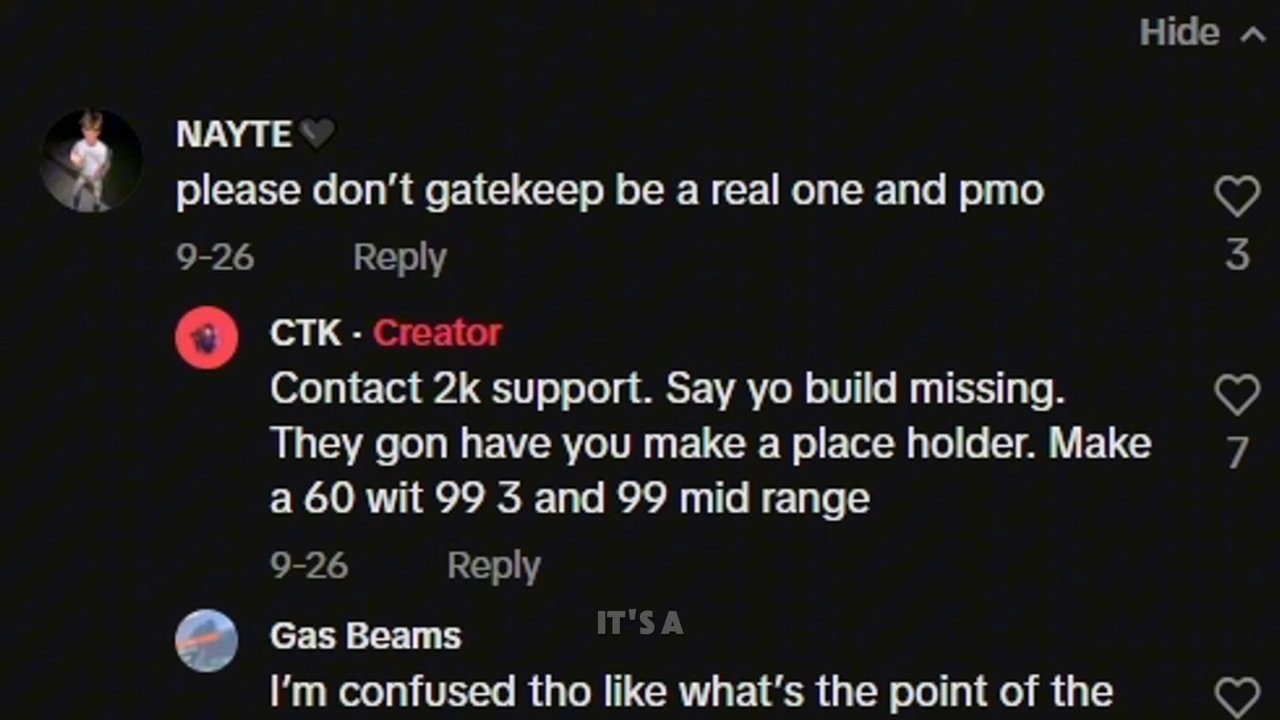 Hide
NAYTE🖤
please don't gatekeep be a real one and pmo
9-26 Reply
3
CTK · Creator
Contact 2k support. Say yo build missing.
They gon have you make a place holder. Make
7
a 60 wit 99 3 and 99 mid range
9-26 Reply
IT'S A
Gas Beams
I'm confused tho like what's the point of the